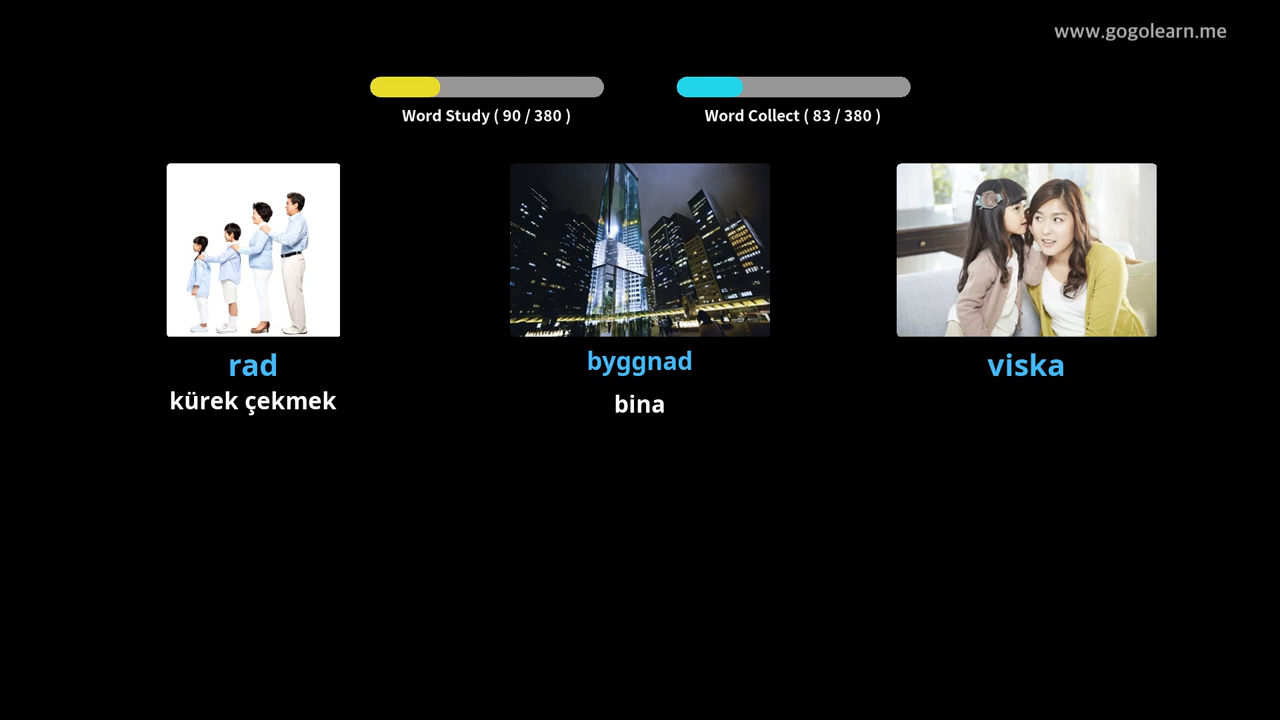 www.gogolearn.me
Word Study ( 90 / 380 )
Word Collect ( 83 / 380 )
rad
kürek çekmek
byggnad
bina
viska